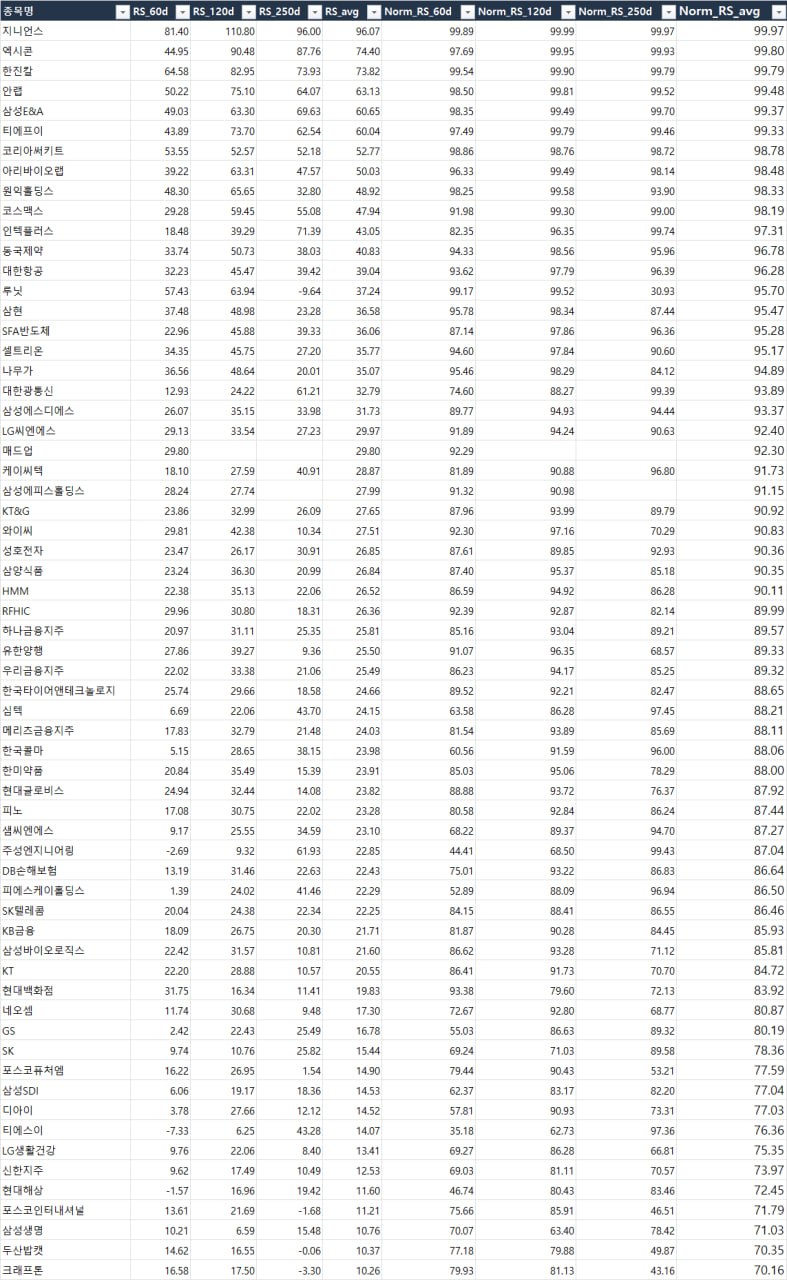 종목명 RS_60d RS_120d RS_250d RS_avg Norm_RS_60d Norm_RS_120d Norm_RS_250d Norm_RS_avg
지니언스 81.40 110.80 96.00 96.07 99.89 99.99 99.97 99.97
엑시콘 44.95 90.48 87.76 74.40 97.69 99.95 99.93 99.80
한진칼 64.58 82.95 73.93 73.82 99.54 99.90 99.79 99.79
안랩 50.22 75.10 64.07 63.13 98.50 99.81 99.52 99.48
삼성E&A 49.03 63.30 69.63 60.65 98.35 99.49 99.70 99.37
티에프이 43.89 73.70 62.54 60.04 97.49 99.79 99.46 99.33
코리아써키트 53.55 52.57 52.18 52.77 98.86 98.76 98.72 98.78
아리바이오랩 39.22 63.31 47.57 50.03 96.33 99.49 98.14 98.48
원익홀딩스 48.30 65.65 32.80 48.92 98.25 99.58 93.90 98.33
코스맥스 29.28 59.45 55.08 47.94 91.98 99.30 99.00 98.19
인텍플러스 18.48 39.29 71.39 43.05 82.35 96.35 99.74 97.31
동국제약 33.74 50.73 38.03 40.83 94.33 98.56 95.96 96.78
대한항공 32.23 45.47 39.42 39.04 93.62 97.79 96.39 96.28
루닛 57.43 63.94 -9.64 37.24 99.17 99.52 30.93 95.70
삼현 37.48 48.98 23.28 36.58 95.78 98.34 87.44 95.47
SFA반도체 22.96 45.88 39.33 36.06 87.14 97.86 96.36 95.28
셀트리온 34.35 45.75 27.20 35.77 94.60 97.84 90.60 95.17
나무가 36.56 48.64 20.01 35.07 95.46 98.29 84.12 94.89
대한광통신 12.93 24.22 61.21 32.79 74.60 88.27 99.39 93.89
삼성에스디에스 26.07 35.15 33.98 31.73 89.77 94.93 94.44 93.37
LG씨엔에스 29.13 33.54 27.23 29.97 91.89 94.24 90.63 92.40
매드업 29.80 29.80 92.29 92.30
케이씨텍 18.10 27.59 40.91 28.87 81.89 90.88 96.80 91.73
삼성에피스홀딩스 28.24 27.74 27.99 91.32 90.98 91.15
KT&G 23.86 32.99 26.09 27.65 87.96 93.99 89.79 90.92
와이씨 29.81 42.38 10.34 27.51 92.30 97.16 70.29 90.83
성호전자 23.47 26.17 30.91 26.85 87.61 89.85 92.93 90.36
삼양식품 23.24 36.30 20.99 26.84 87.40 95.37 85.18 90.35
HMM 22.38 35.13 22.06 26.52 86.59 94.92 86.28 90.11
RFHIC 29.96 30.80 18.31 26.36 92.39 92.87 82.14 89.99
하나금융지주 20.97 31.11 25.35 25.81 85.16 93.04 89.21 89.57
유한양행 27.86 39.27 9.36 25.50 91.07 96.35 68.57 89.33
우리금융지주 22.02 33.38 21.06 25.49 86.23 94.17 85.25 89.32
한국타이어앤테크놀로지 25.74 29.66 18.58 24.66 89.52 92.21 82.47 88.65
심텍 6.69 22.06 43.70 24.15 63.58 86.28 97.45 88.21
메리츠금융지주 17.83 32.79 21.48 24.03 81.54 93.89 85.69 88.11
한국콜마 5.15 28.65 38.15 23.98 60.56 91.59 96.00 88.06
한미약품 20.84 35.49 15.39 23.91 85.03 95.06 78.29 88.00
현대글로비스 24.94 32.44 14.08 23.82 88.88 93.72 76.37 87.92
피노 17.08 30.75 22.02 23.28 80.58 92.84 86.24 87.44
샘씨엔에스 9.17 25.55 34.59 23.10 68.22 89.37 94.70 87.27
주성엔지니어링 -2.69 9.32 61.93 22.85 44.41 68.50 99.43 87.04
DB손해보험 13.19 31.46 22.63 22.43 75.01 93.22 86.83 86.64
피에스케이홀딩스 1.39 24.02 41.46 22.29 52.89 88.09 96.94 86.50
SK텔레콤 20.04 24.38 22.34 22.25 84.15 88.41 86.55 86.46
KB금융 18.09 26.75 20.30 21.71 81.87 90.28 84.45 85.93
삼성바이오로직스 22.42 31.57 10.81 21.60 86.62 93.28 71.12 85.81
KT 22.20 28.88 10.57 20.55 86.41 91.73 70.70 84.72
현대백화점 31.75 16.34 11.41 19.83 93.38 79.60 72.13 83.92
네오셈 11.74 30.68 9.48 17.30 72.67 92.80 68.77 80.87
GS 2.42 22.43 25.49 16.78 55.03 86.63 89.32 80.19
SK 9.74 10.76 25.82 15.44 69.24 71.03 89.58 78.36
포스코퓨처엠 16.22 26.95 1.54 14.90 79.44 90.43 53.21 77.59
삼성SDI 6.06 19.17 18.36 14.53 62.37 83.17 82.20 77.04
디아이 3.78 27.66 12.12 14.52 57.81 90.93 73.31 77.03
티에스이 -7.33 6.25 43.28 14.07 35.18 62.73 97.36 76.36
LG생활건강 9.76 22.06 8.40 13.41 69.27 86.28 66.81 75.35
신한지주 9.62 17.49 10.49 12.53 69.03 81.11 70.57 73.97
현대해상 -1.57 16.96 19.42 11.60 46.74 80.43 83.46 72.45
포스코인터내셔널 13.61 21.69 -1.68 11.21 75.66 85.91 46.51 71.79
삼성생명 10.21 6.59 15.48 10.76 70.07 63.40 78.42 71.03
두산밥캣 14.62 16.55 -0.06 10.37 77.18 79.88 49.87 70.35
크래프톤 16.58 17.50 -3.30 10.26 79.93 81.13 43.16 70.16